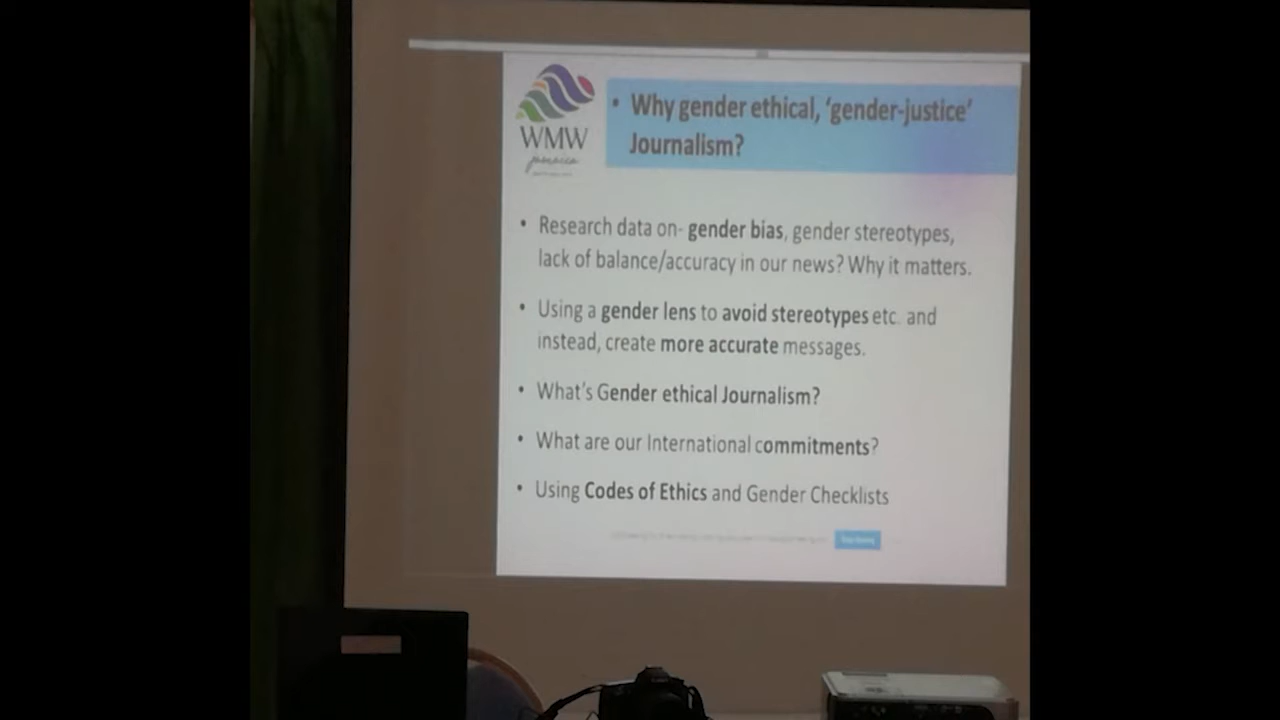 WMW
Jamaica
• Why gender ethical, ‘gender-justice’
Journalism?
• Research data on- gender bias, gender stereotypes,
lack of balance/accuracy in our news? Why it matters.
• Using a gender lens to avoid stereotypes etc. and
instead, create more accurate messages.
• What’s Gender ethical Journalism?
• What are our International commitments?
• Using Codes of Ethics and Gender Checklists